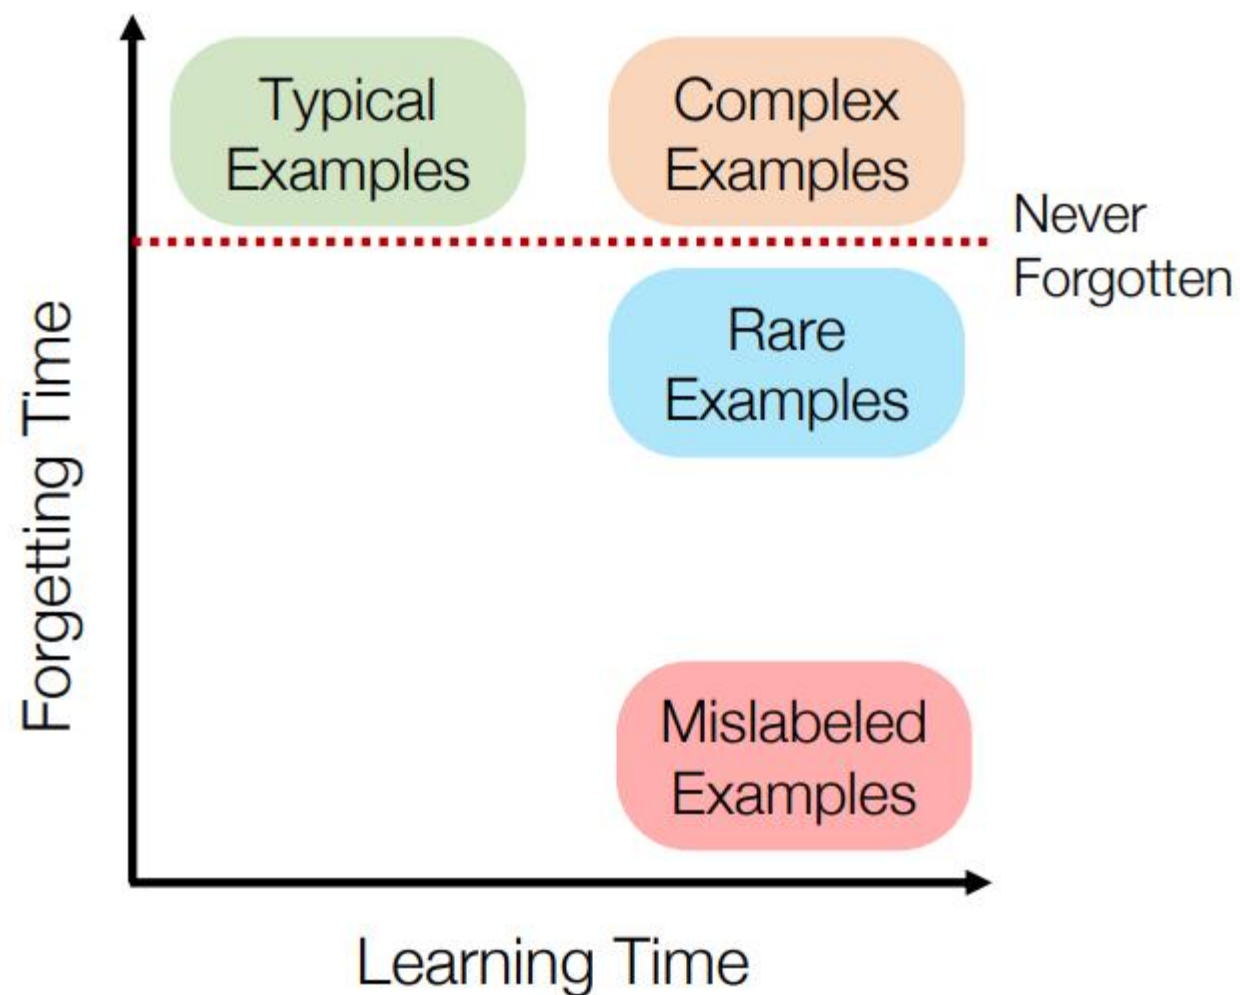 Typical
Examples
Complex
Examples
Never
Forgotten
Rare
Examples
Forgetting Time
Mislabeled
Examples
Learning Time